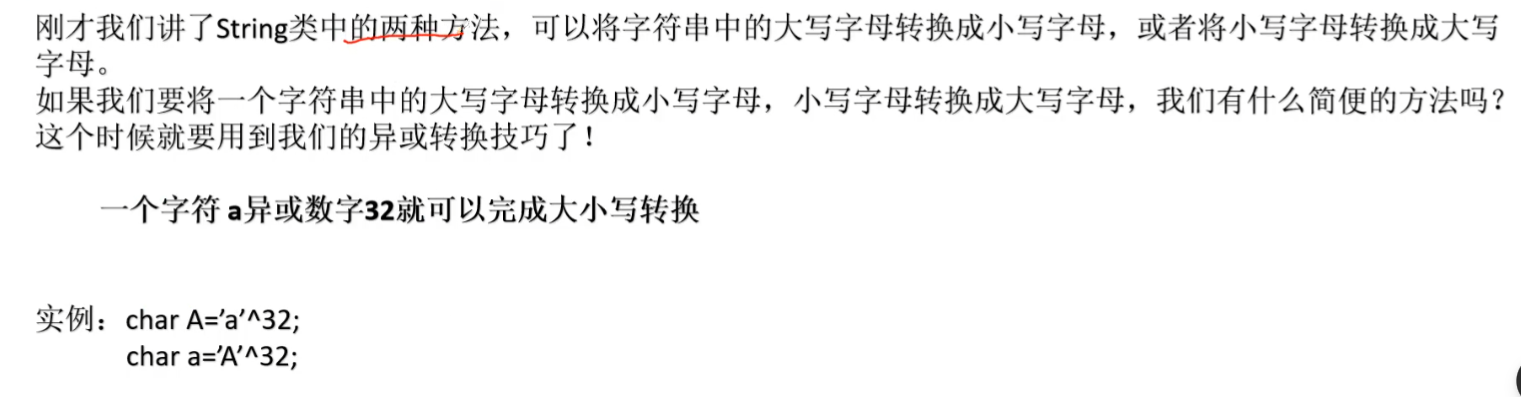 刚才我们讲了String类中的两种方法，可以将字符串中的大写字母转换成小写字母，或者将小写字母转换成大写
字母。
如果我们要将一个字符串中的大写字母转换成小写字母，小写字母转换成大写字母，我们有什么简便的方法吗？
这个时候就要用到我们的异或转换技巧了！
一个字符 a异或数字32就可以完成大小写转换
实例：char A=’a’^32;
char a=’A’^32;